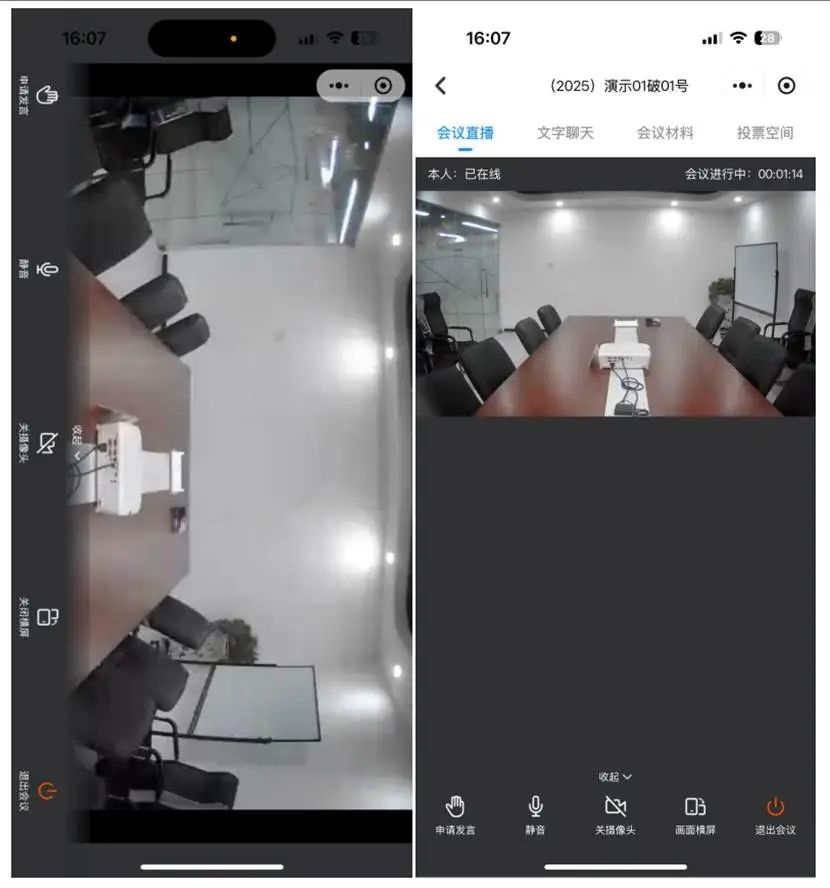 16:07
申请发言
静音
收起
关摄像头
关闭横屏
退出会议
16:07
28
（2025）演示01破01号
会议直播 文字聊天 会议材料 投票空间
本人：已在线 会议进行中：00:01:14
收起
申请发言 静音 关摄像头 画面横屏 退出会议